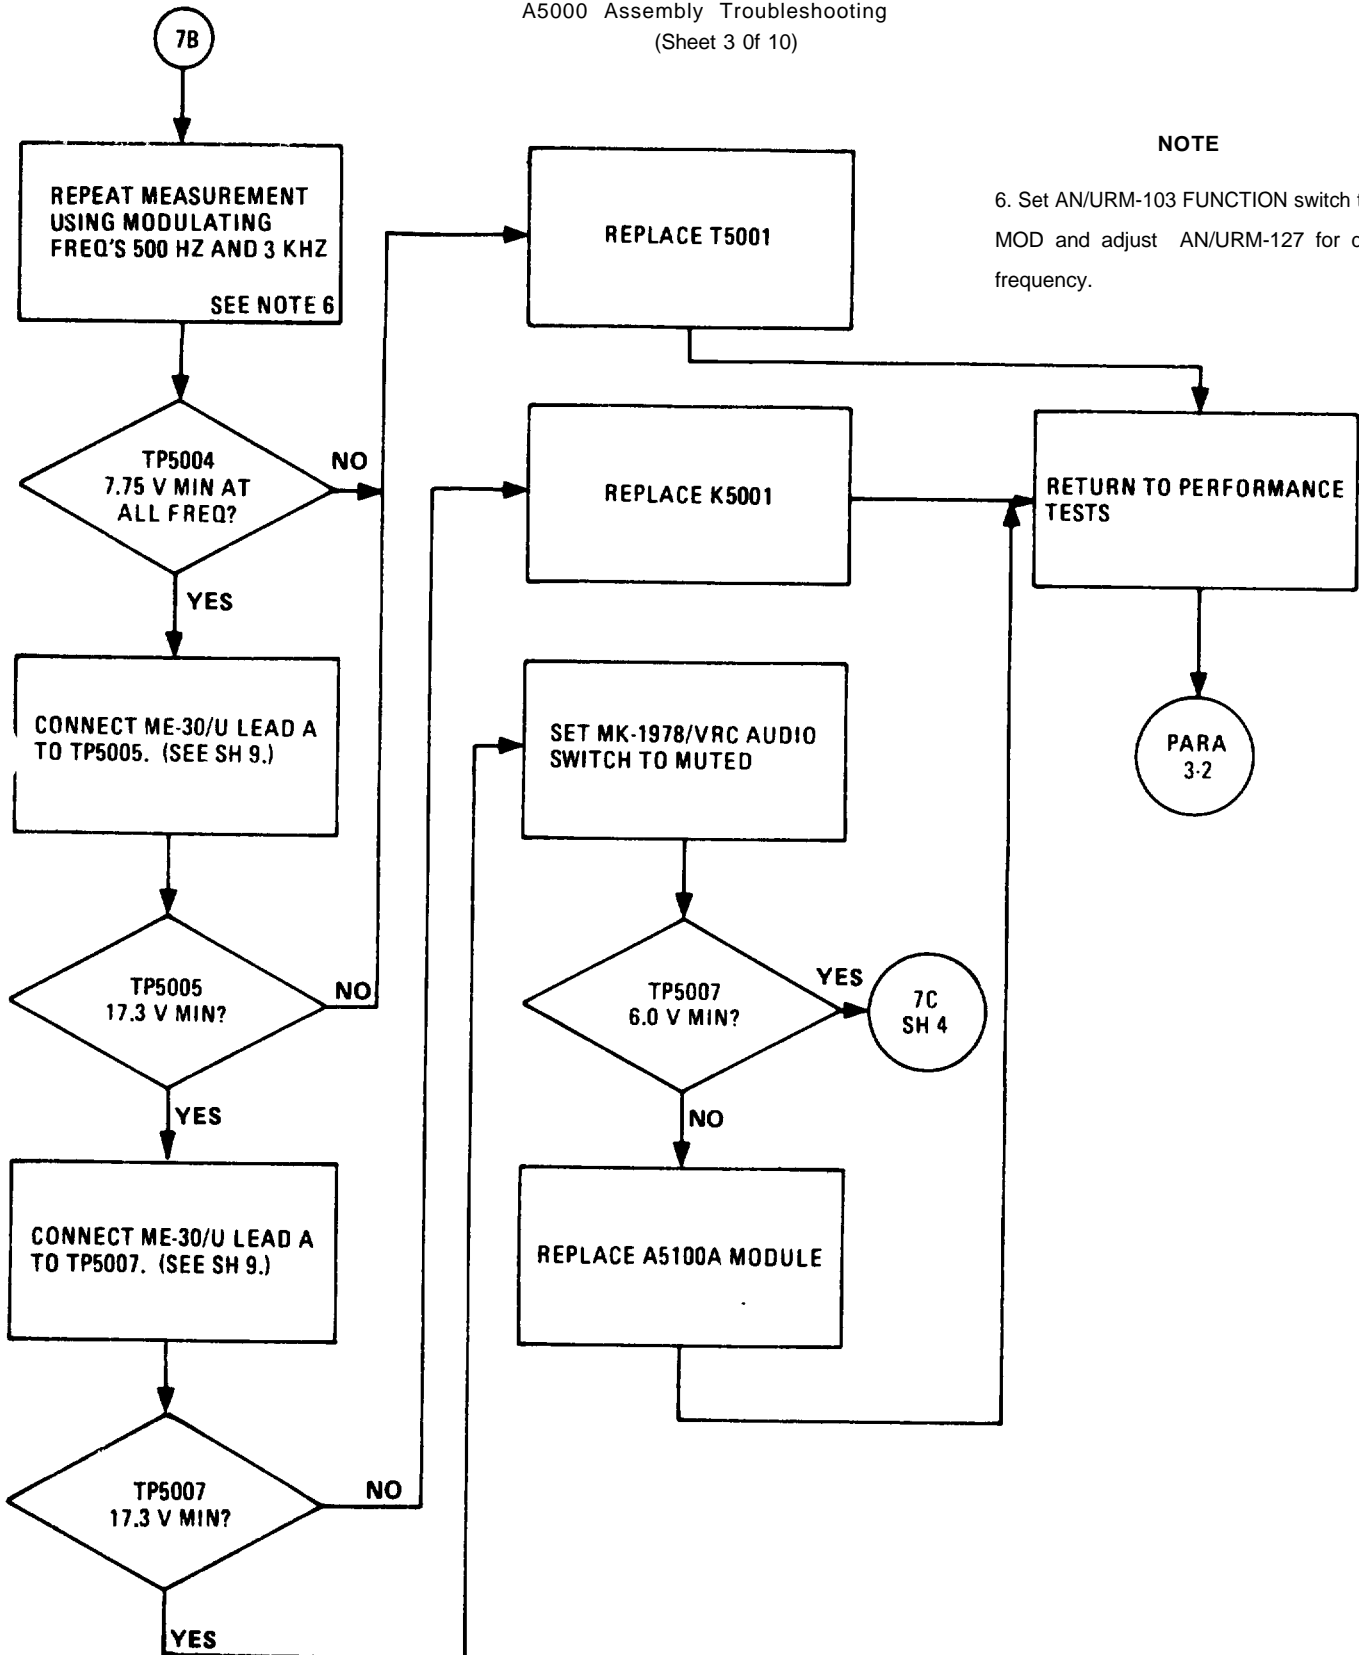 A5000 Assembly Troubleshooting
(Sheet 3 0f 10)
7B
REPEAT MEASUREMENT
USING MODULATING
FREQ'S 500 HZ AND 3 KHZ
SEE NOTE 6
REPLACE T5001
NOTE
6. Set AN/URM-103 FUNCTION switch
MOD and adjust AN/URM-127 for
frequency.
TP5004
7.75 V MIN AT
ALL FREQ?
NO
YES
REPLACE K5001
RETURN TO PERFORMANCE
TESTS
PARA
3-2
CONNECT ME-30/U LEAD A
TO TP5005. (SEE SH 9.)
SET MK-1978/VRC AUDIO
SWITCH TO MUTED
TP5005
17.3 V MIN?
NO
YES
TP5007
6.0 V MIN?
YES
7C
SH 4
NO
CONNECT ME-30/U LEAD A
TO TP5007. (SEE SH 9.)
REPLACE A5100A MODULE
TP5007
17.3 V MIN?
NO
YES